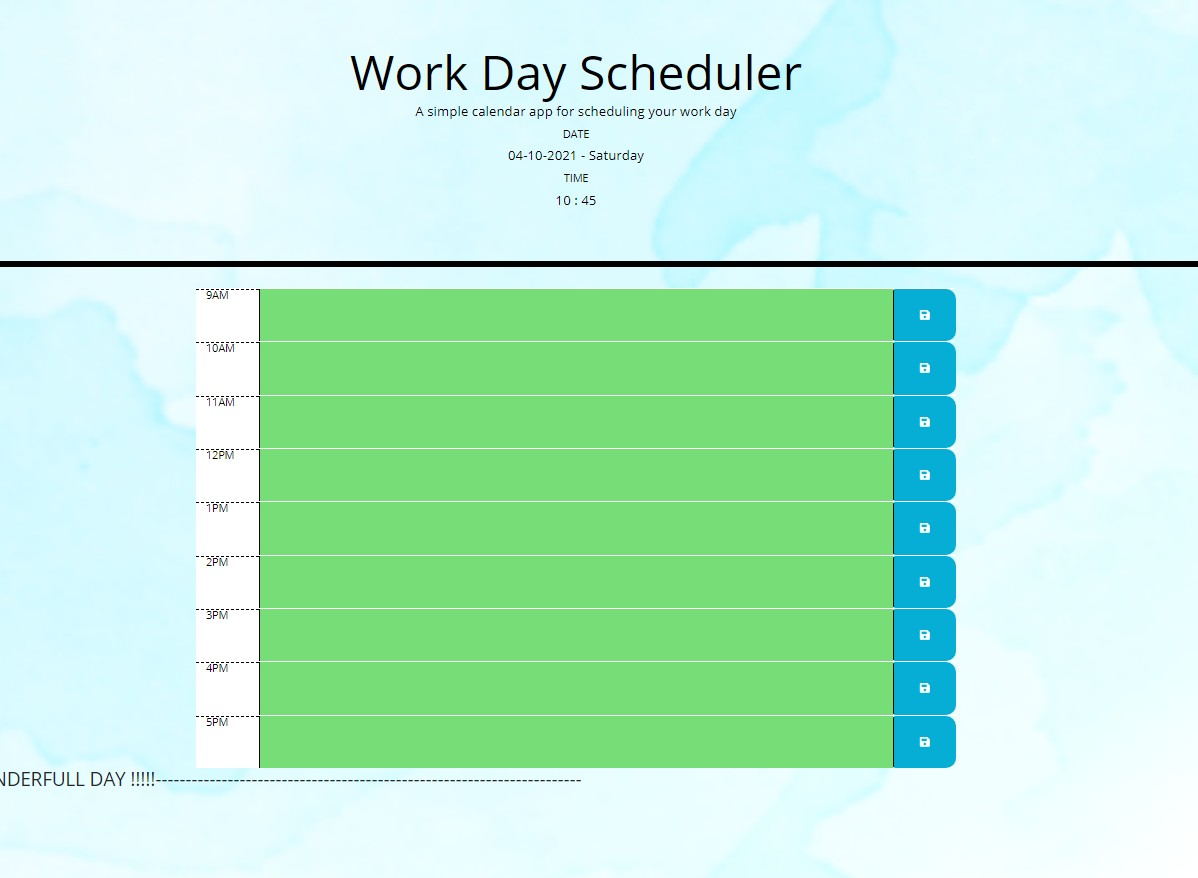 Work Day Scheduler
A simple calendar app for scheduling your work day
DATE
04-10-2021 - Saturday
TIME
10 : 45
9AM
10AM
11AM
12PM
1PM
2PM
3PM
4PM
5PM
NDERFULL DAY !!!!!-----------------------------------------------------------------------